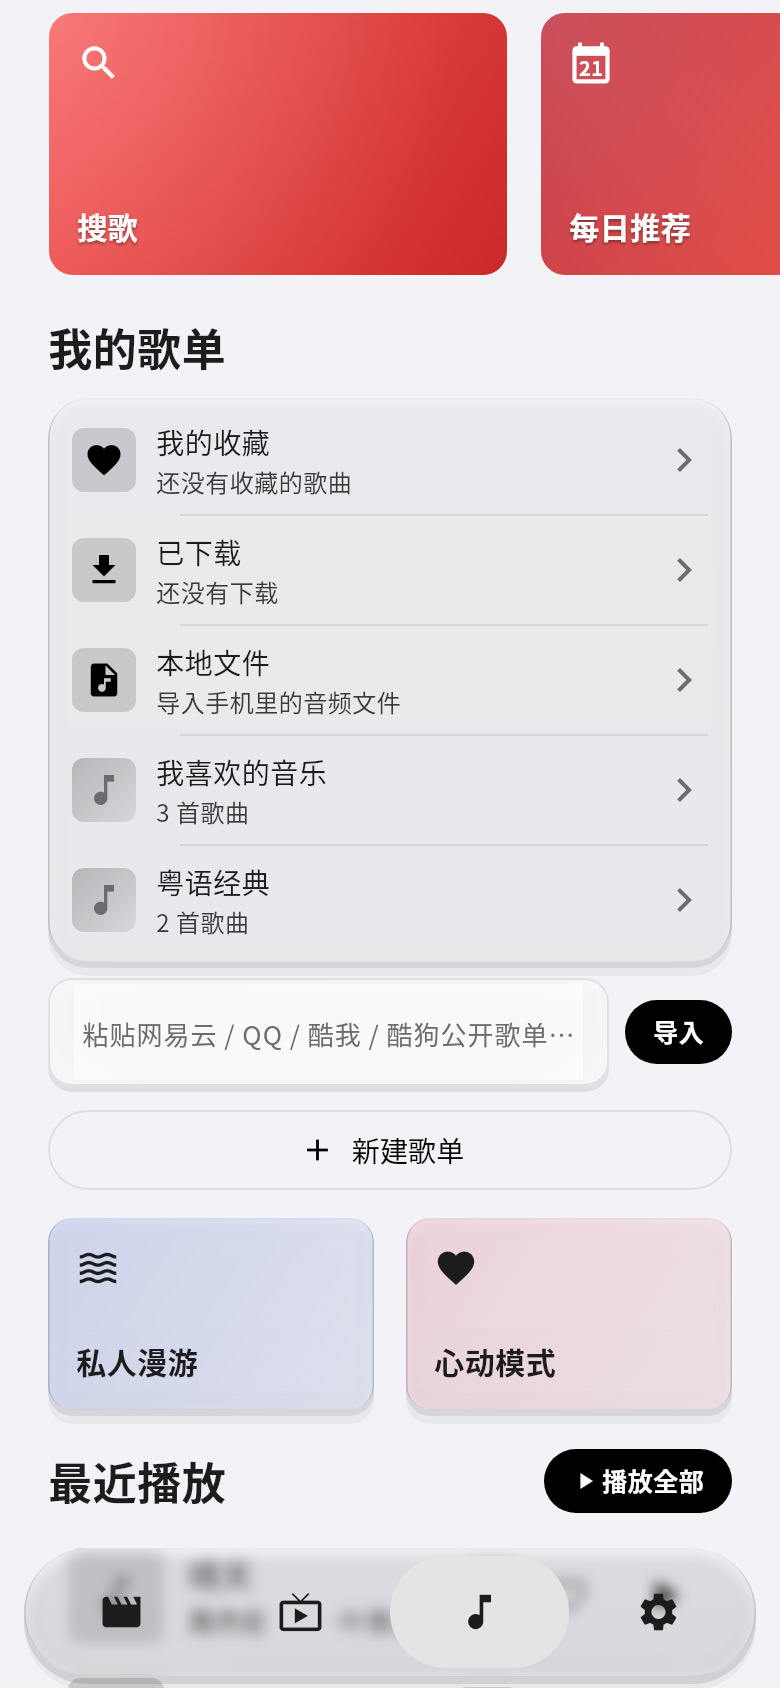 21
搜歌
每日推荐
我的歌单
我的收藏
还没有收藏的歌曲
已下载
还没有下载
本地文件
导入手机里的音频文件
我喜欢的音乐
3 首歌曲
粤语经典
2 首歌曲
粘贴网易云 / QQ / 酷我 / 酷狗公开歌单…
导入
新建歌单
私人漫游
心动模式
最近播放
播放全部